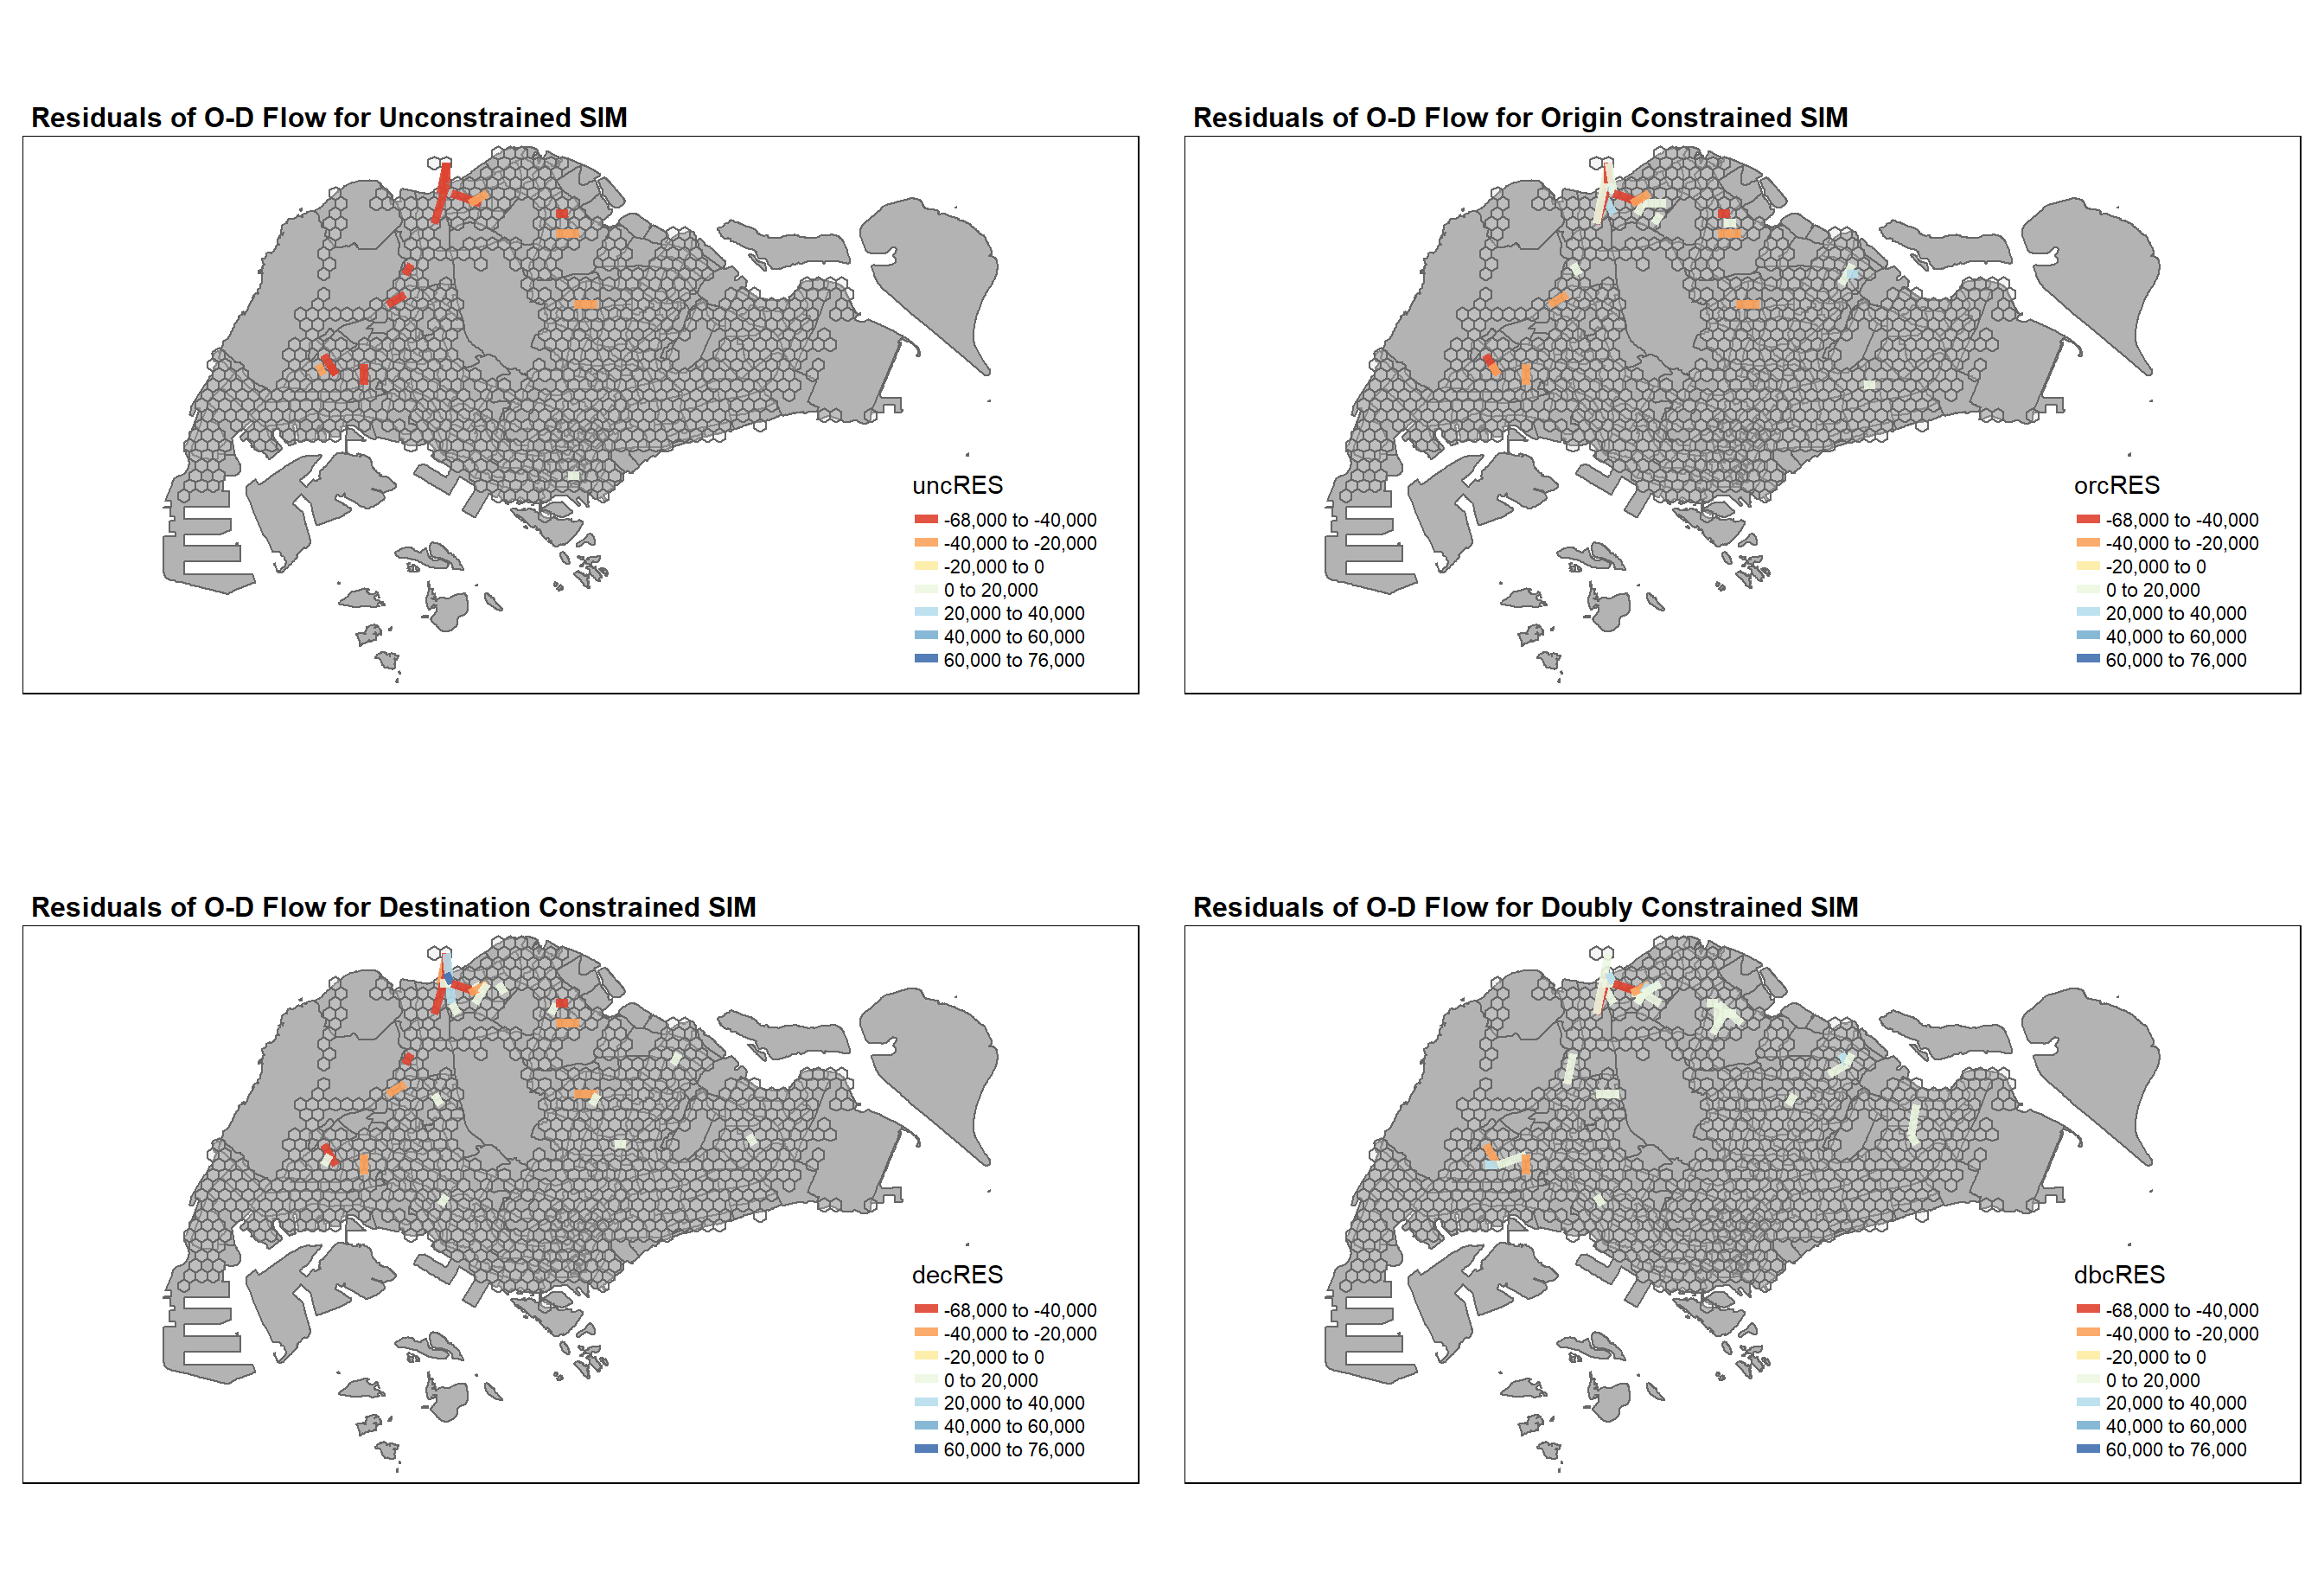 Residuals of O-D Flow for Unconstrained SIM
uncRES
-68,000 to -40,000
-40,000 to -20,000
-20,000 to 0
0 to 20,000
20,000 to 40,000
40,000 to 60,000
60,000 to 76,000
Residuals of O-D Flow for Origin Constrained SIM
orcRES
-68,000 to -40,000
-40,000 to -20,000
-20,000 to 0
0 to 20,000
20,000 to 40,000
40,000 to 60,000
60,000 to 76,000
Residuals of O-D Flow for Destination Constrained SIM
decRES
-68,000 to -40,000
-40,000 to -20,000
-20,000 to 0
0 to 20,000
20,000 to 40,000
40,000 to 60,000
60,000 to 76,000
Residuals of O-D Flow for Doubly Constrained SIM
dbcRES
-68,000 to -40,000
-40,000 to -20,000
-20,000 to 0
0 to 20,000
20,000 to 40,000
40,000 to 60,000
60,000 to 76,000